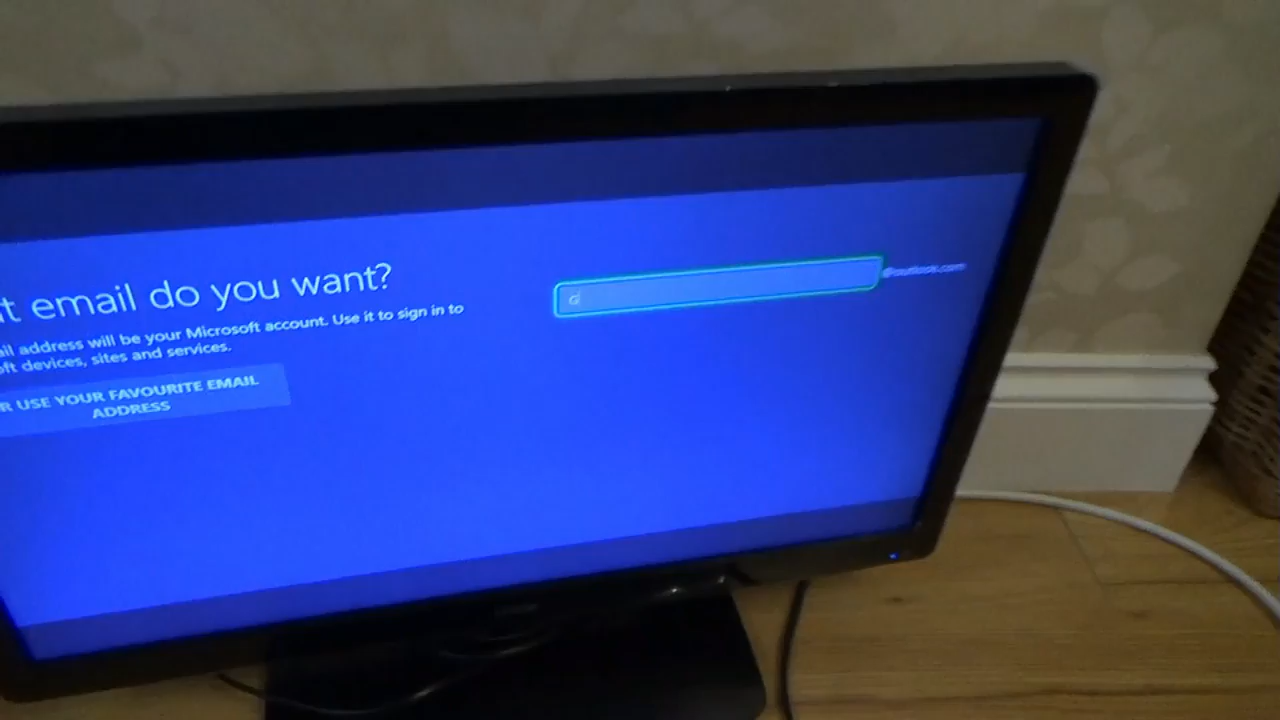 t email do you want?
ail address will be your Microsoft account. Use it to sign in to
oft devices, sites and services.
R USE YOUR FAVOURITE EMAIL
ADDRESS
d
@outlook.com